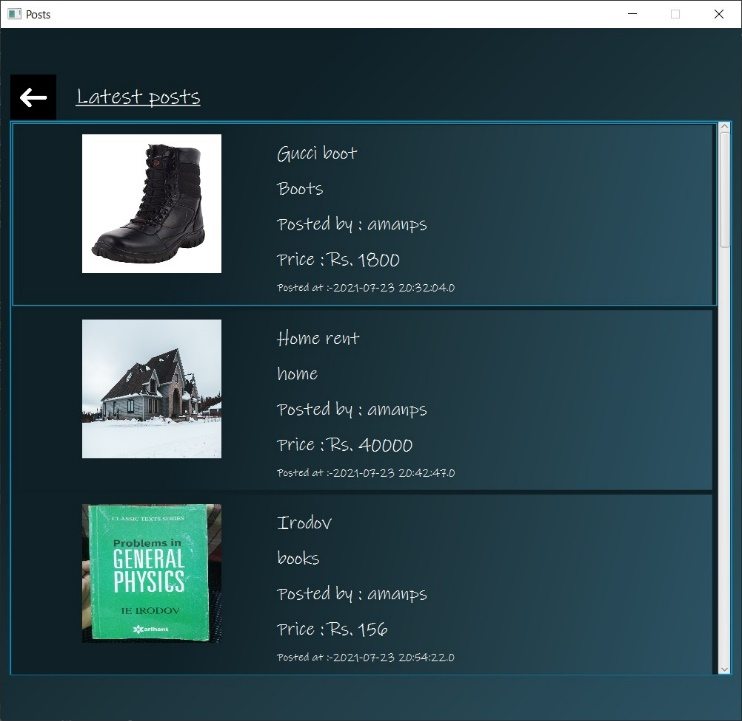 Posts
Latest posts
Gucci boot
Boots
Posted by : amanps
Price : Rs. 1800
Posted at :-2021-07-23 20:32:04.0
Home rent
home
Posted by : amanps
Price : Rs. 40000
Posted at :-2021-07-23 20:42:47.0
CLASSIC TEXTS SERIES
Problems in
GENERAL
PHYSICS
IE IRODOV
arihant
Irodov
books
Posted by : amanps
Price : Rs. 156
Posted at :-2021-07-23 20:54:22.0